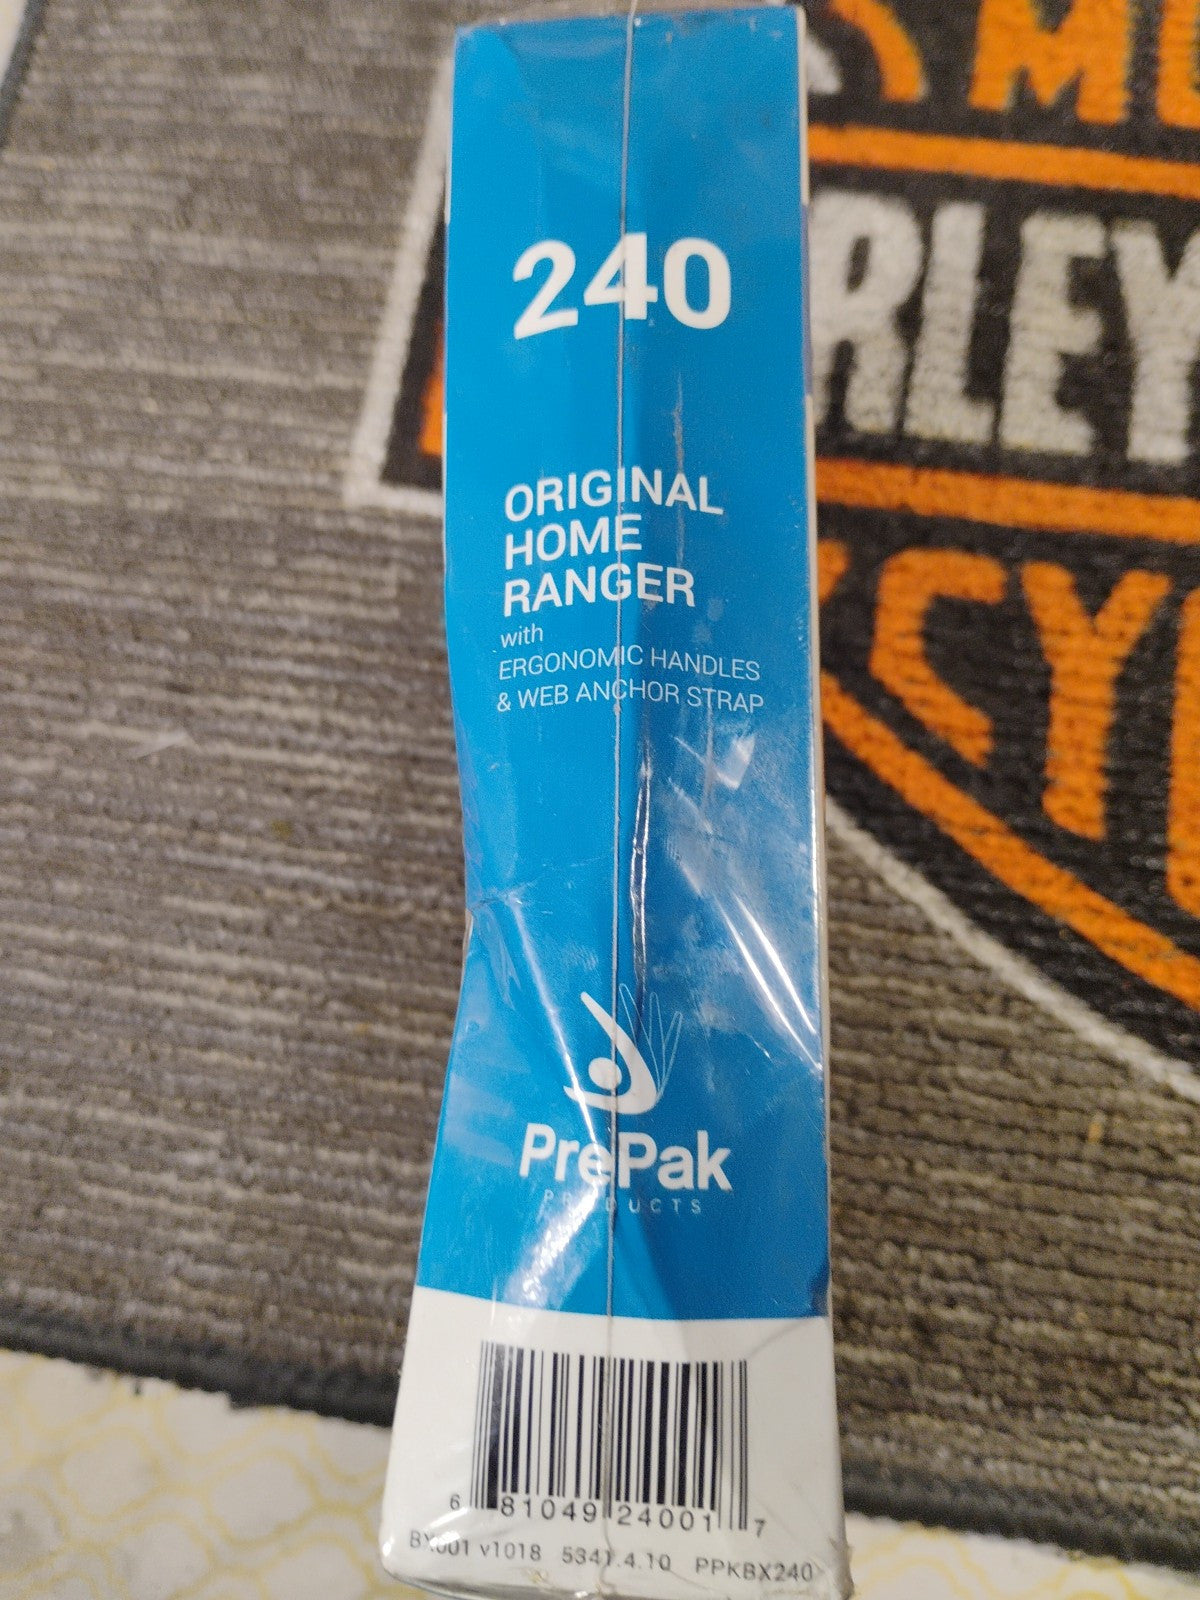 240
ORIGINAL
HOME
RANGER
with
ERGONOMIC HANDLES
& WEB ANCHOR STRAP
PrePak
PRODUCTS
6 81049 24001 7
BX001 v1018 5341.4.10 PPKBX240